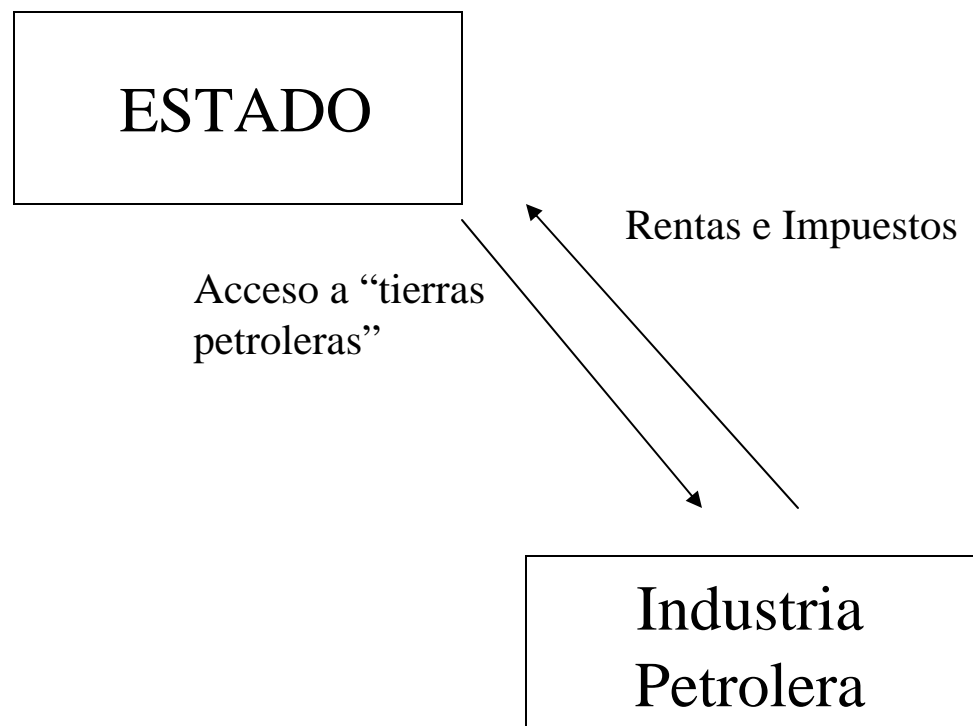 ESTADO
Rentas e Impuestos
Acceso a “tierras
petroleras”
Industria
Petrolera